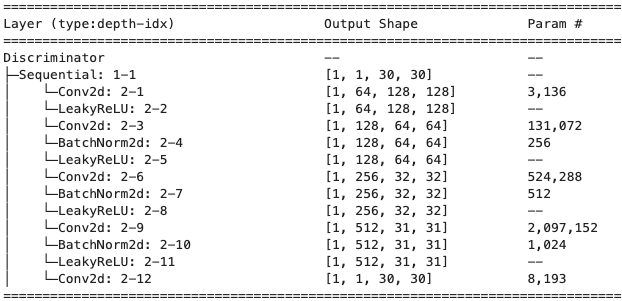 ==========================================================================================
Layer (type:depth-idx)                   Output Shape              Param #
==========================================================================================
Discriminator                            --                        --
├─Sequential: 1-1                        [1, 1, 30, 30]            --
│    └─Conv2d: 2-1                       [1, 64, 128, 128]         3,136
│    └─LeakyReLU: 2-2                    [1, 64, 128, 128]         --
│    └─Conv2d: 2-3                       [1, 128, 64, 64]          131,072
│    └─BatchNorm2d: 2-4                  [1, 128, 64, 64]          256
│    └─LeakyReLU: 2-5                    [1, 128, 64, 64]          --
│    └─Conv2d: 2-6                       [1, 256, 32, 32]          524,288
│    └─BatchNorm2d: 2-7                  [1, 256, 32, 32]          512
│    └─LeakyReLU: 2-8                    [1, 256, 32, 32]          --
│    └─Conv2d: 2-9                       [1, 512, 31, 31]          2,097,152
│    └─BatchNorm2d: 2-10                 [1, 512, 31, 31]          1,024
│    └─LeakyReLU: 2-11                   [1, 512, 31, 31]          --
│    └─Conv2d: 2-12                      [1, 1, 30, 30]            8,193
==========================================================================================